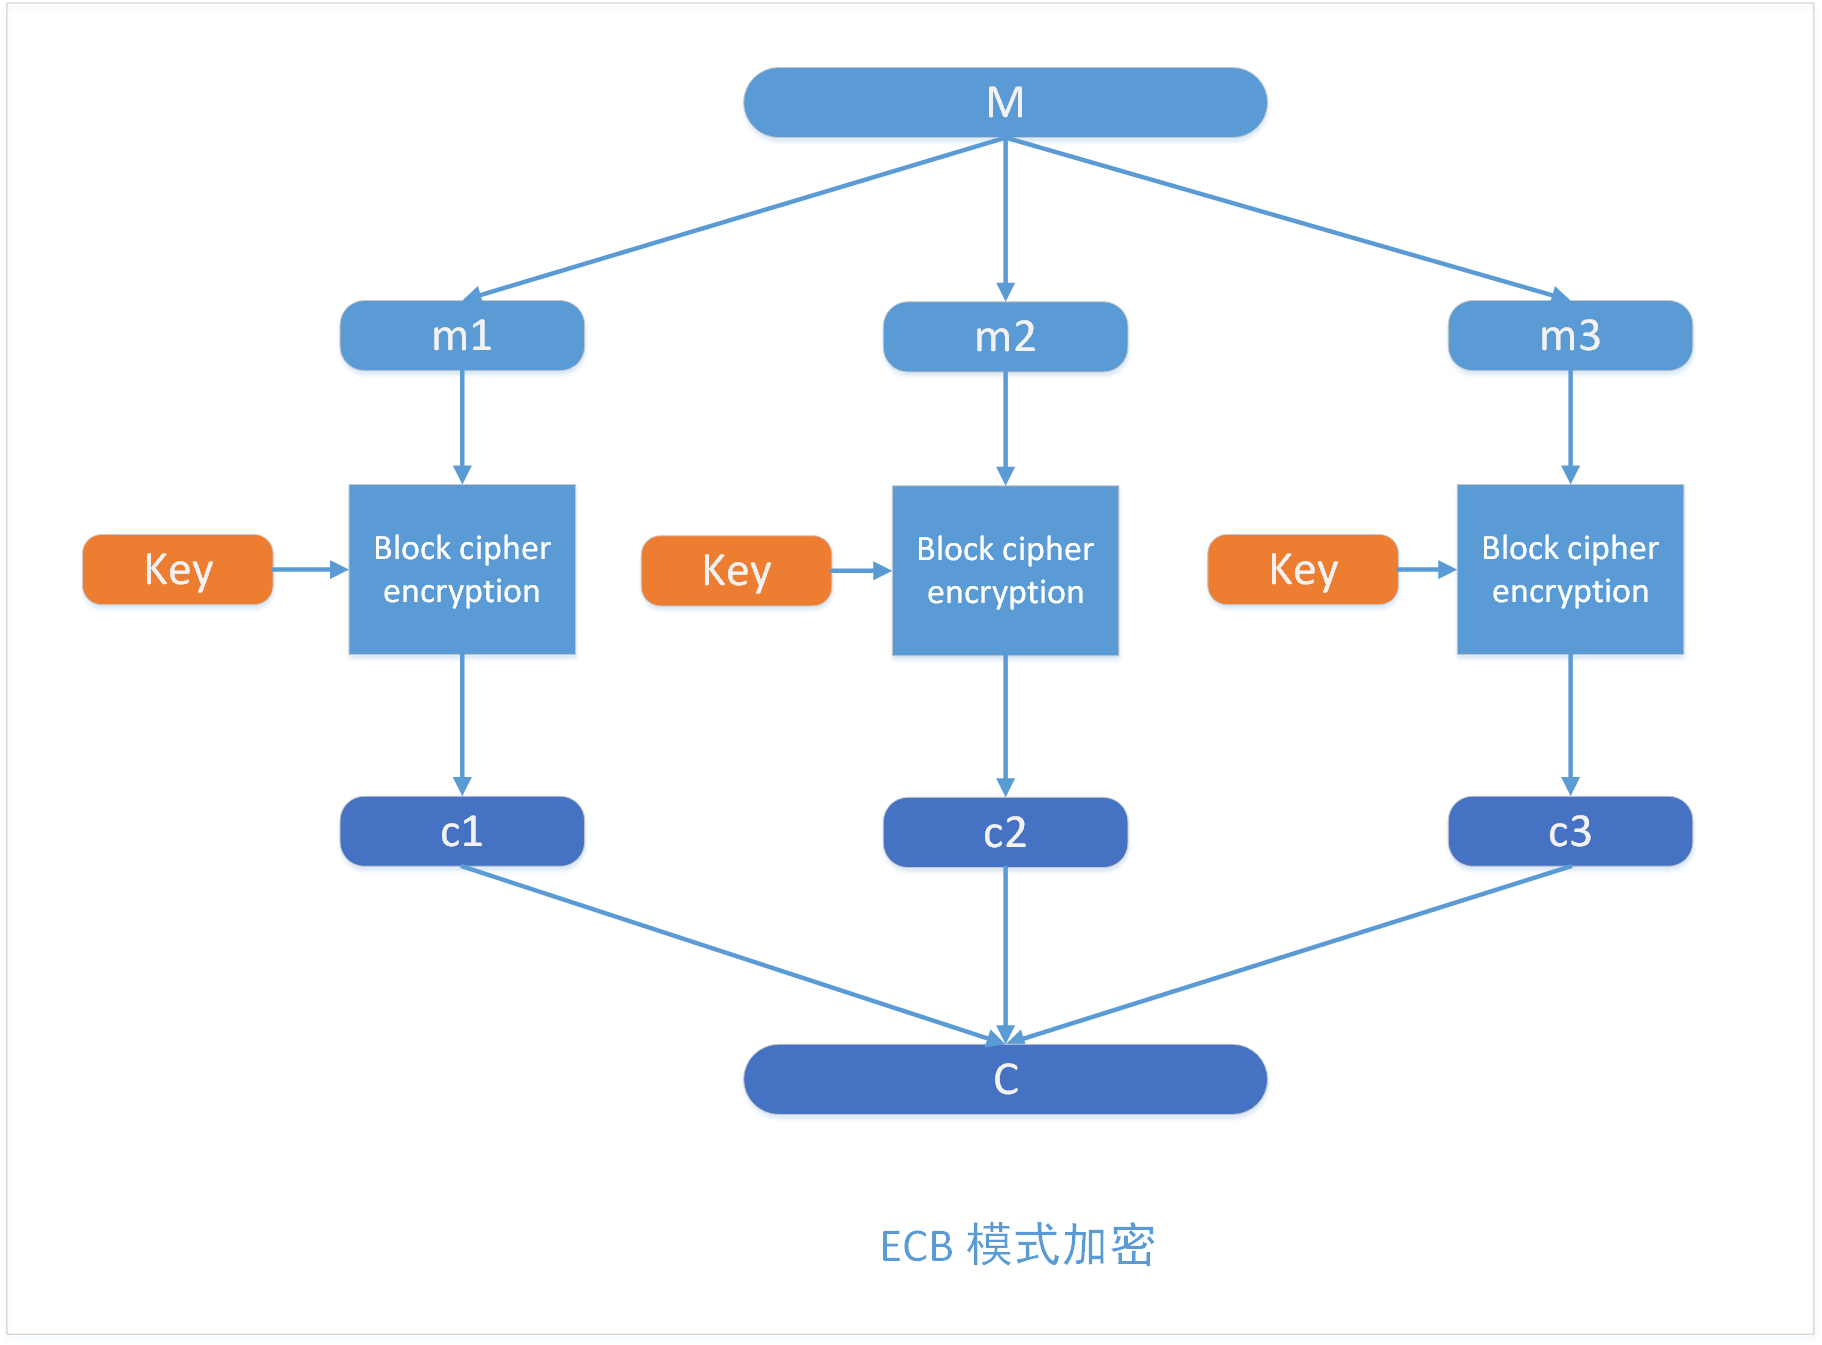 M
m1
m2
m3
Key
Block cipher
encryption
Key
Block cipher
encryption
Key
Block cipher
encryption
c1
c2
c3
C
ECB 模式加密